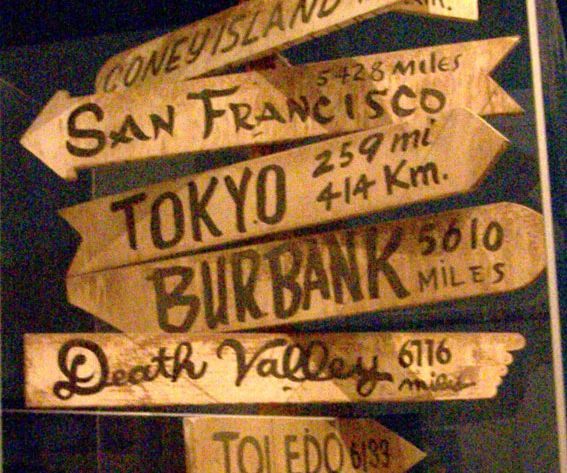 CONEY ISLAND
5428 MILES
SAN FRANCISCO
TOKYO 259 mi
414 Km.
BURBANK 5610
MILES
Death Valley 6116
miles
TOLEDO 6133